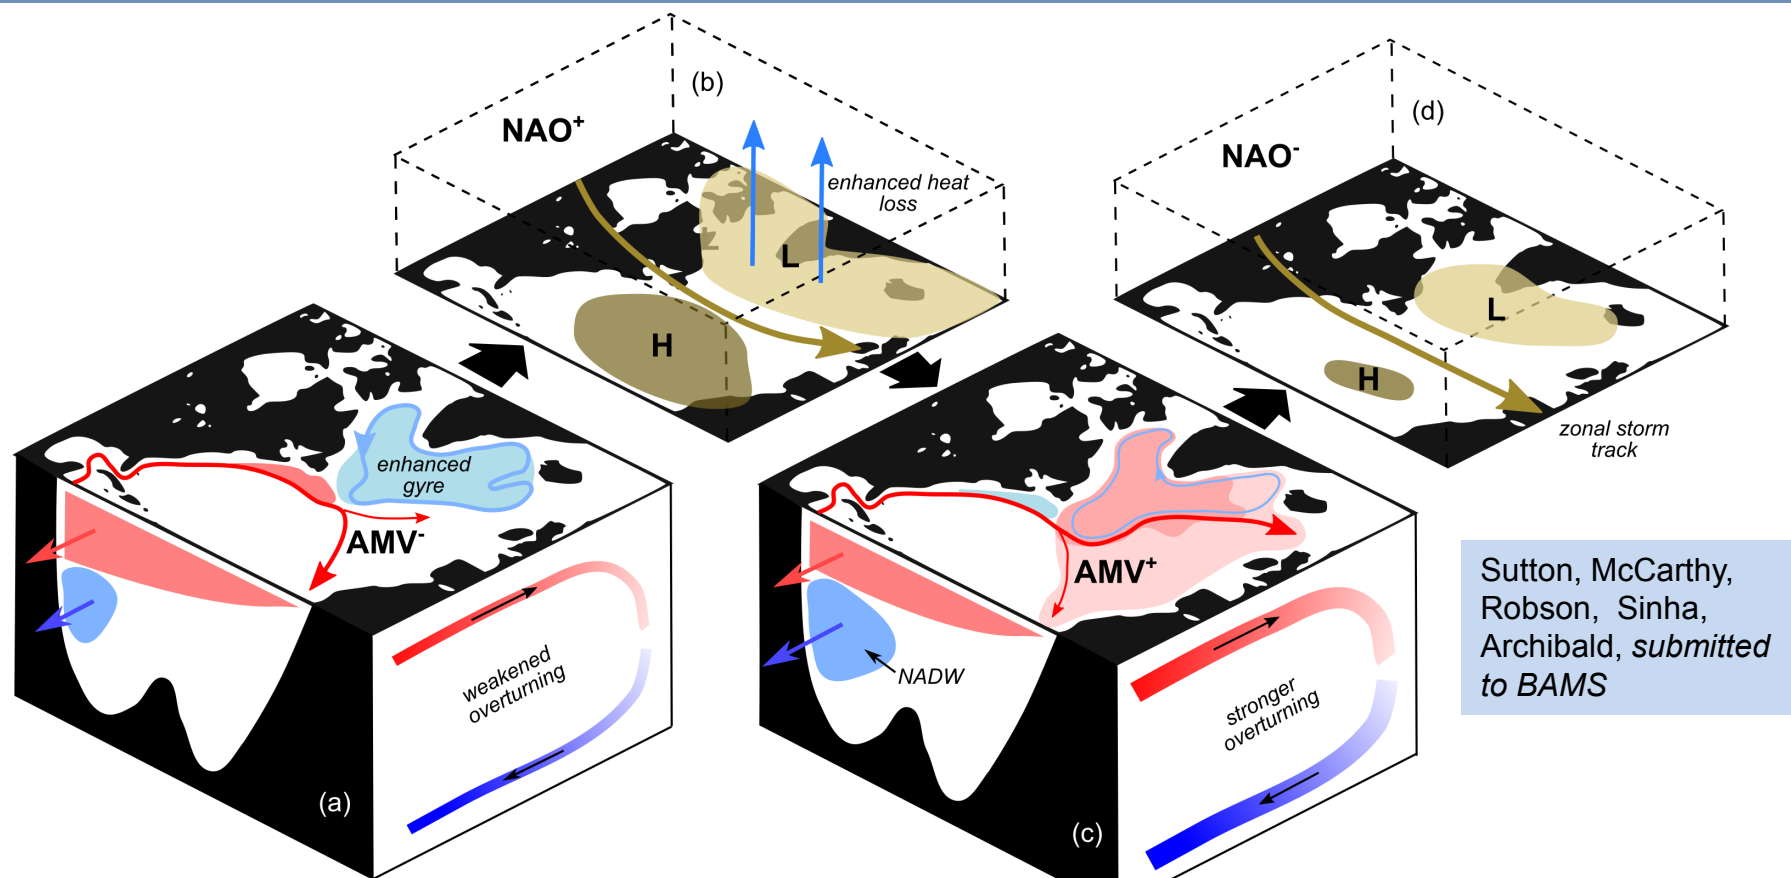 (b)
NAO+
enhanced heat
loss
L
H
(d)
NAO-
L
H
zonal storm
track
enhanced
gyre
AMV-
weakened
overturning
(a)
AMV+
NADW
stronger
overturning
(c)
Sutton, McCarthy,
Robson, Sinha,
Archibald, submitted
to BAMS